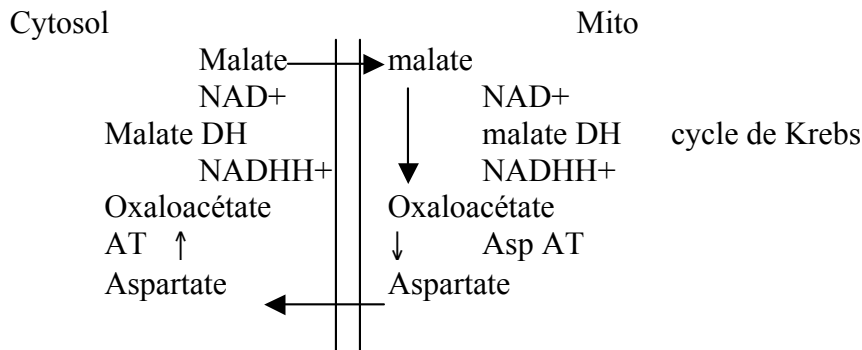 Cytosol Mito
Malate malate
NAD+ NAD+
Malate DH malate DH cycle de Krebs
NADHH+ NADHH+
Oxaloacétate Oxaloacétate
AT ↑ ↓ Asp AT
Aspartate Aspartate